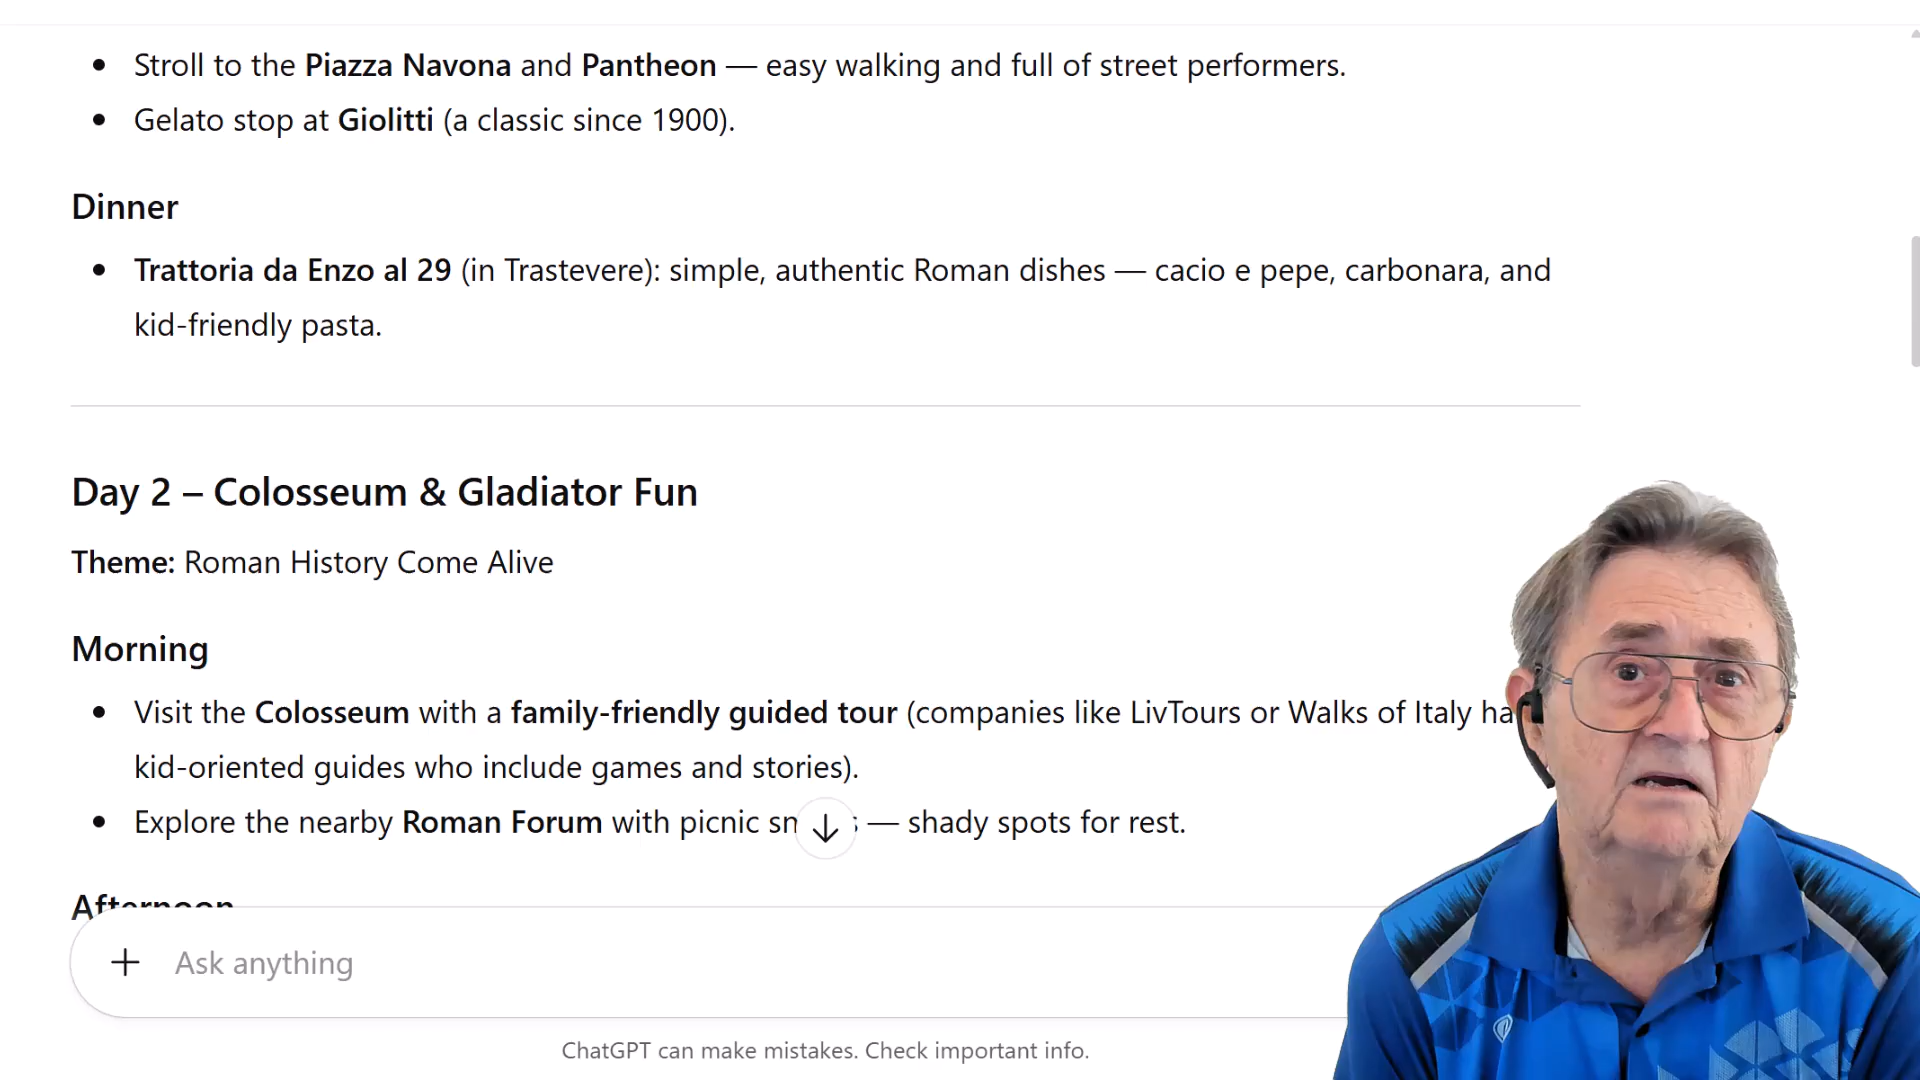 Stroll to the Piazza Navona and Pantheon — easy walking and full of street performers.
Gelato stop at Giolitti (a classic since 1900).
Dinner
Trattoria da Enzo al 29 (in Trastevere): simple, authentic Roman dishes — cacio e pepe, carbonara, and
kid-friendly pasta.
Day 2 – Colosseum & Gladiator Fun
Theme: Roman History Come Alive
Morning
Visit the Colosseum with a family-friendly guided tour (companies like LivTours or Walks of Italy
kid-oriented guides who include games and stories).
Explore the nearby Roman Forum with picnic — shady spots for rest.
Afternoon
Ask anything
ChatGPT can make mistakes. Check important info.